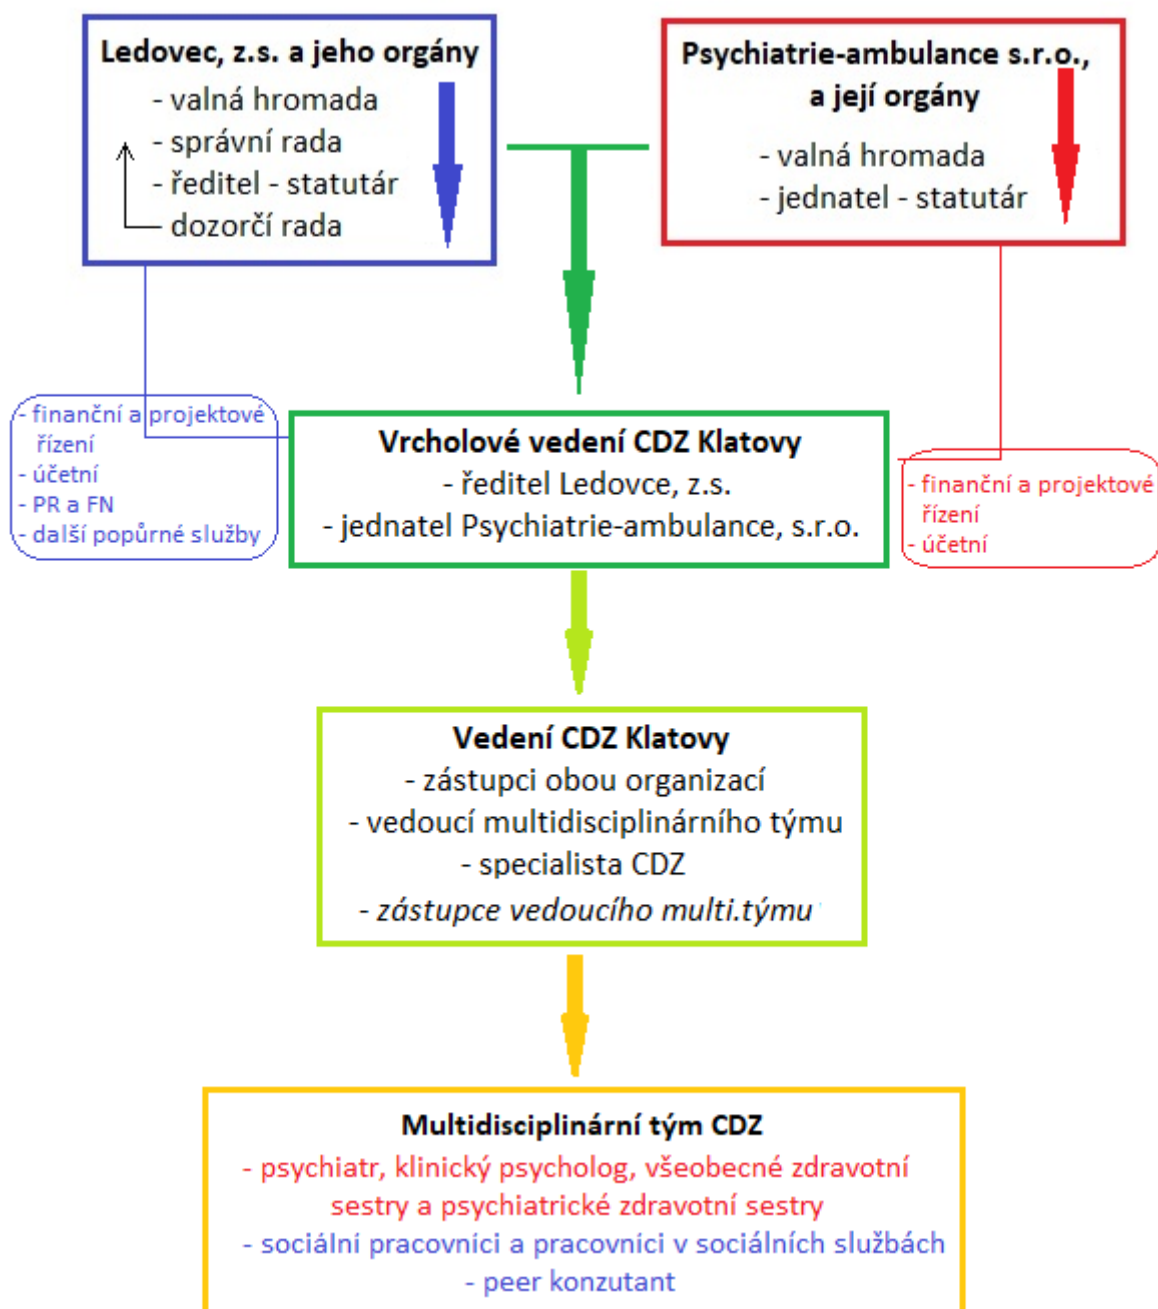 Ledovec, z.s. a jeho orgány
- valná hromada
- správní rada
- ředitel - statutár
dozorčí rada
Psychiatrie-ambulance s.r.o.,
a její orgány
- valná hromada
- jednatel - statutár
- finanční a projektové
řízení
- účetní
- PR a FN
- další popůrné služby
Vrcholové vedení CDZ Klatovy
- ředitel Ledovce, z.s.
- jednatel Psychiatrie-ambulance, s.r.o.
- finanční a projektové
řízení
- účetní
Vedení CDZ Klatovy
- zástupci obou organizací
- vedoucí multidisciplinárního týmu
- specialista CDZ
- zástupce vedoucího multi.týmu
Multidisciplinární tým CDZ
- psychiatr, klinický psycholog, všeobecné zdravotní
sestry a psychiatrické zdravotní sestry
- sociální pracovníci a pracovníci v sociálních službách
- peer konzutant